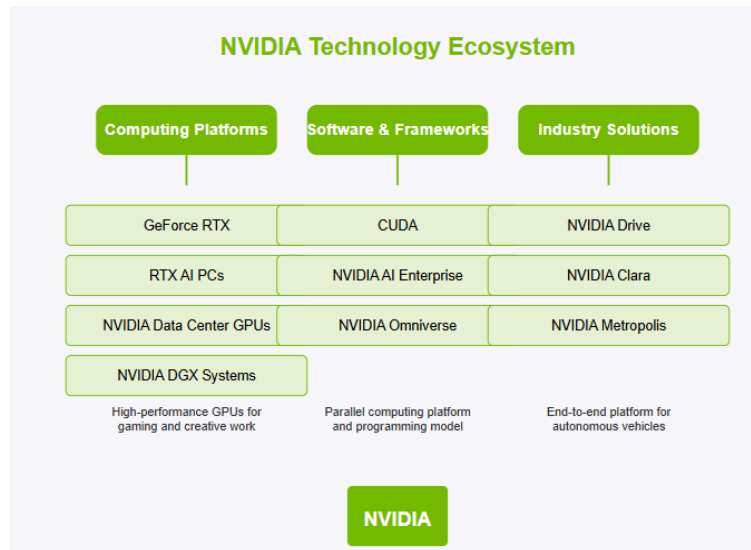 NVIDIA Technology Ecosystem
Computing Platforms
Software & Frameworks
Industry Solutions
GeForce RTX
CUDA
NVIDIA Drive
RTX AI PCs
NVIDIA AI Enterprise
NVIDIA Clara
NVIDIA Data Center GPUs
NVIDIA Omniverse
NVIDIA Metropolis
NVIDIA DGX Systems
High-performance GPUs for
gaming and creative work
Parallel computing platform
and programming model
End-to-end platform for
autonomous vehicles
NVIDIA